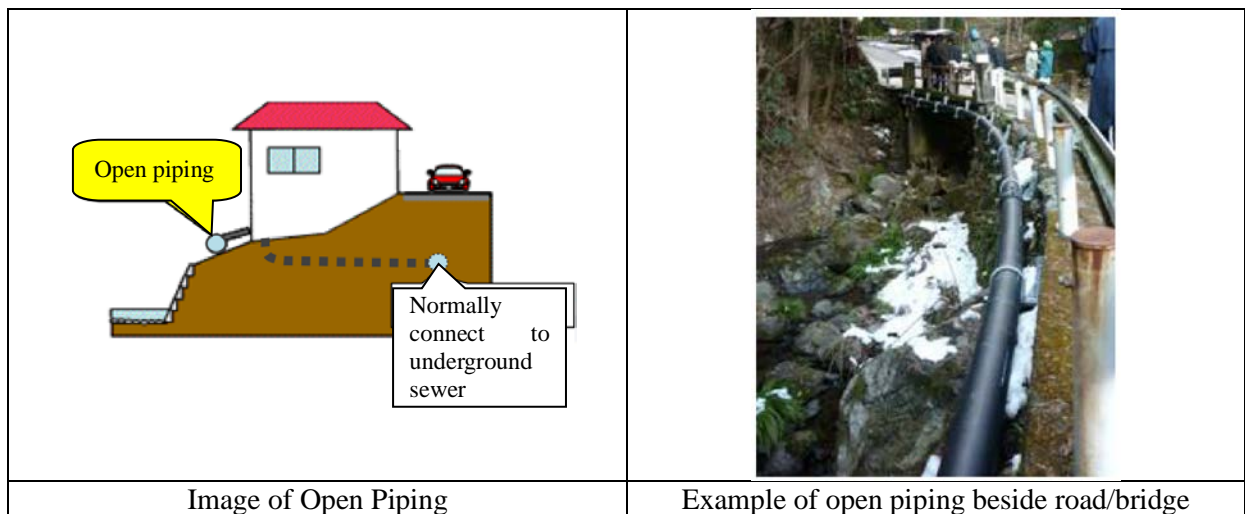 Open piping
Normally
connect to
underground
sewer
Image of Open Piping
Example of open piping beside road/bridge